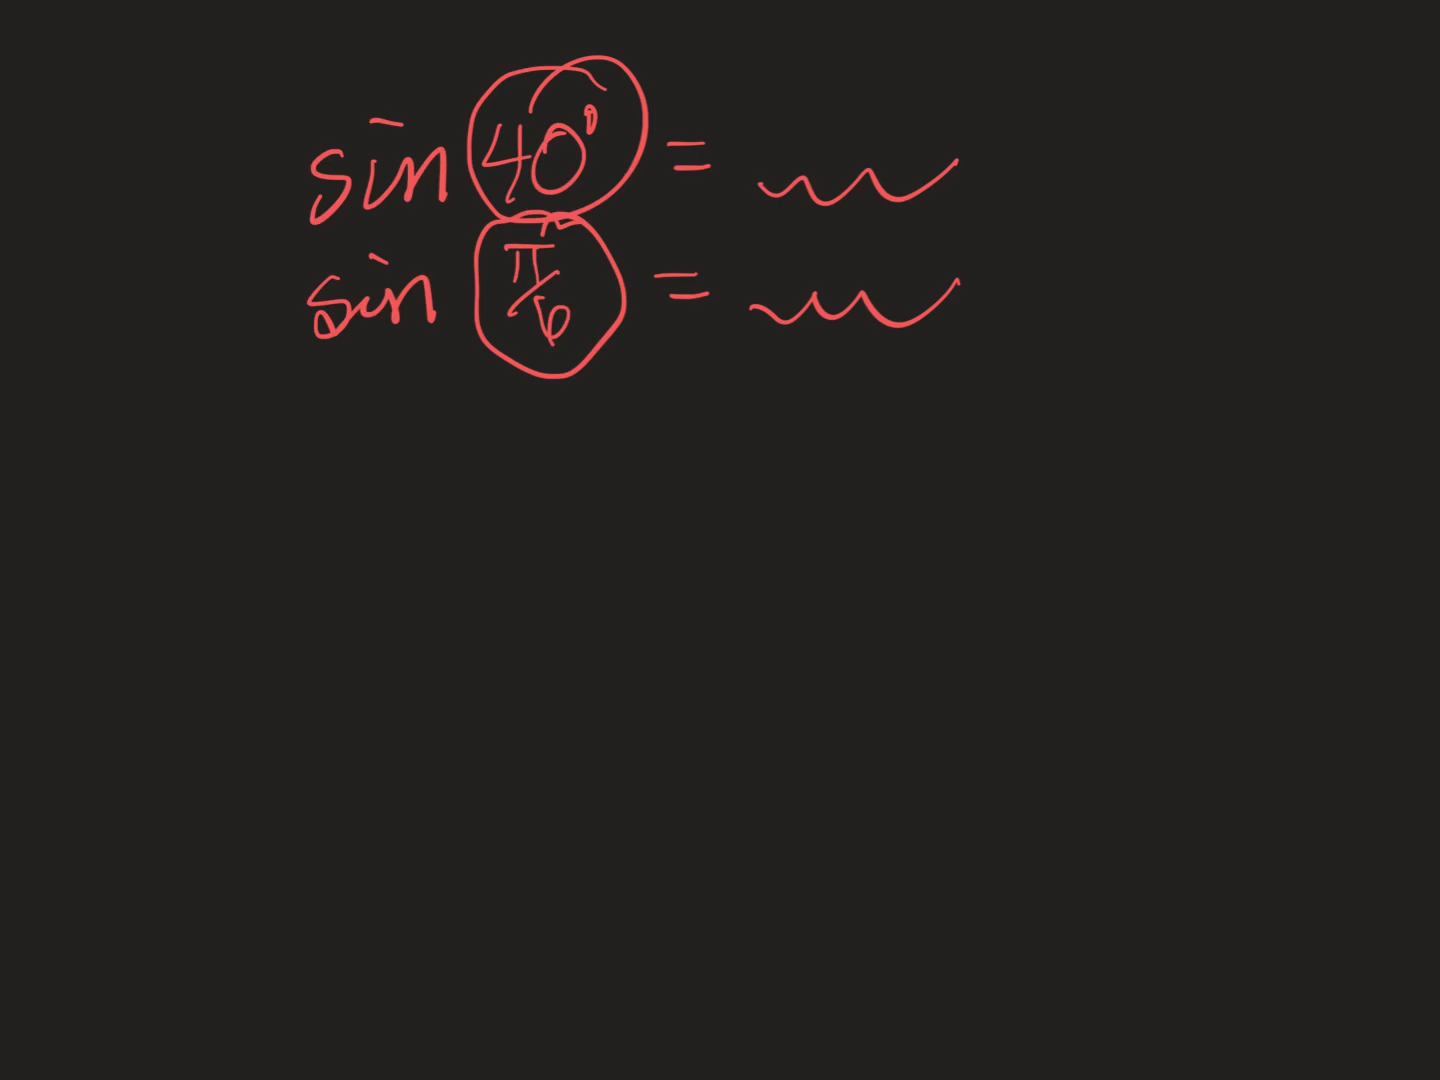 sin 40° =
sin π/6 =